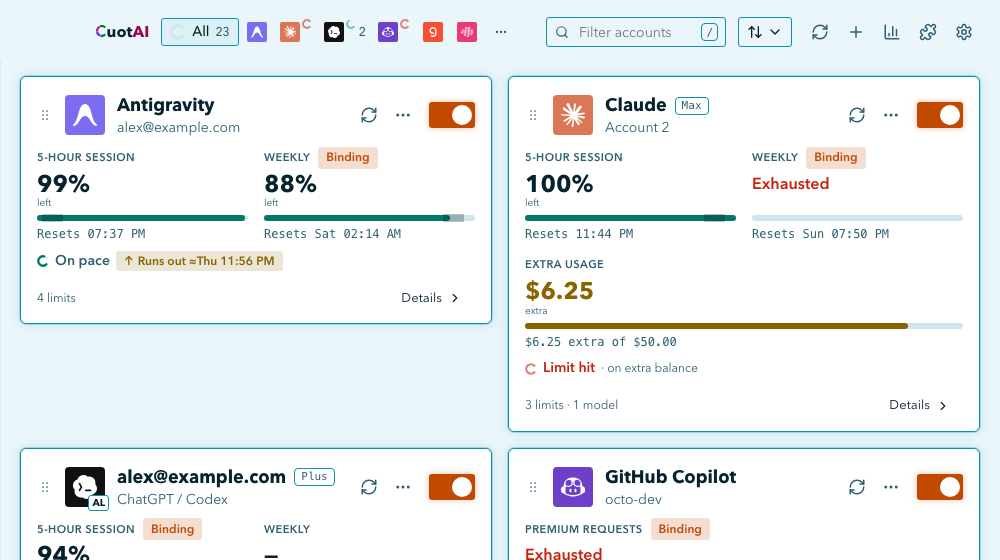 CuotAI All 23 2 9 ... Filter accounts /
Antigravity
alex@example.com
5-HOUR SESSION
99%
left
Resets 07:37 PM
WEEKLY Binding
88%
left
Resets Sat 02:14 AM
On pace ↑ Runs out ≈Thu 11:56 PM
4 limits Details
Claude Max
Account 2
5-HOUR SESSION
100%
left
Resets 11:44 PM
WEEKLY Binding
Exhausted
Resets Sun 07:50 PM
EXTRA USAGE
$6.25
extra
$6.25 extra of $50.00
Limit hit · on extra balance
3 limits · 1 model Details
alex@example.com Plus
AL
ChatGPT / Codex
5-HOUR SESSION Binding
94%
WEEKLY
–
GitHub Copilot
octo-dev
PREMIUM REQUESTS Binding
Exhausted